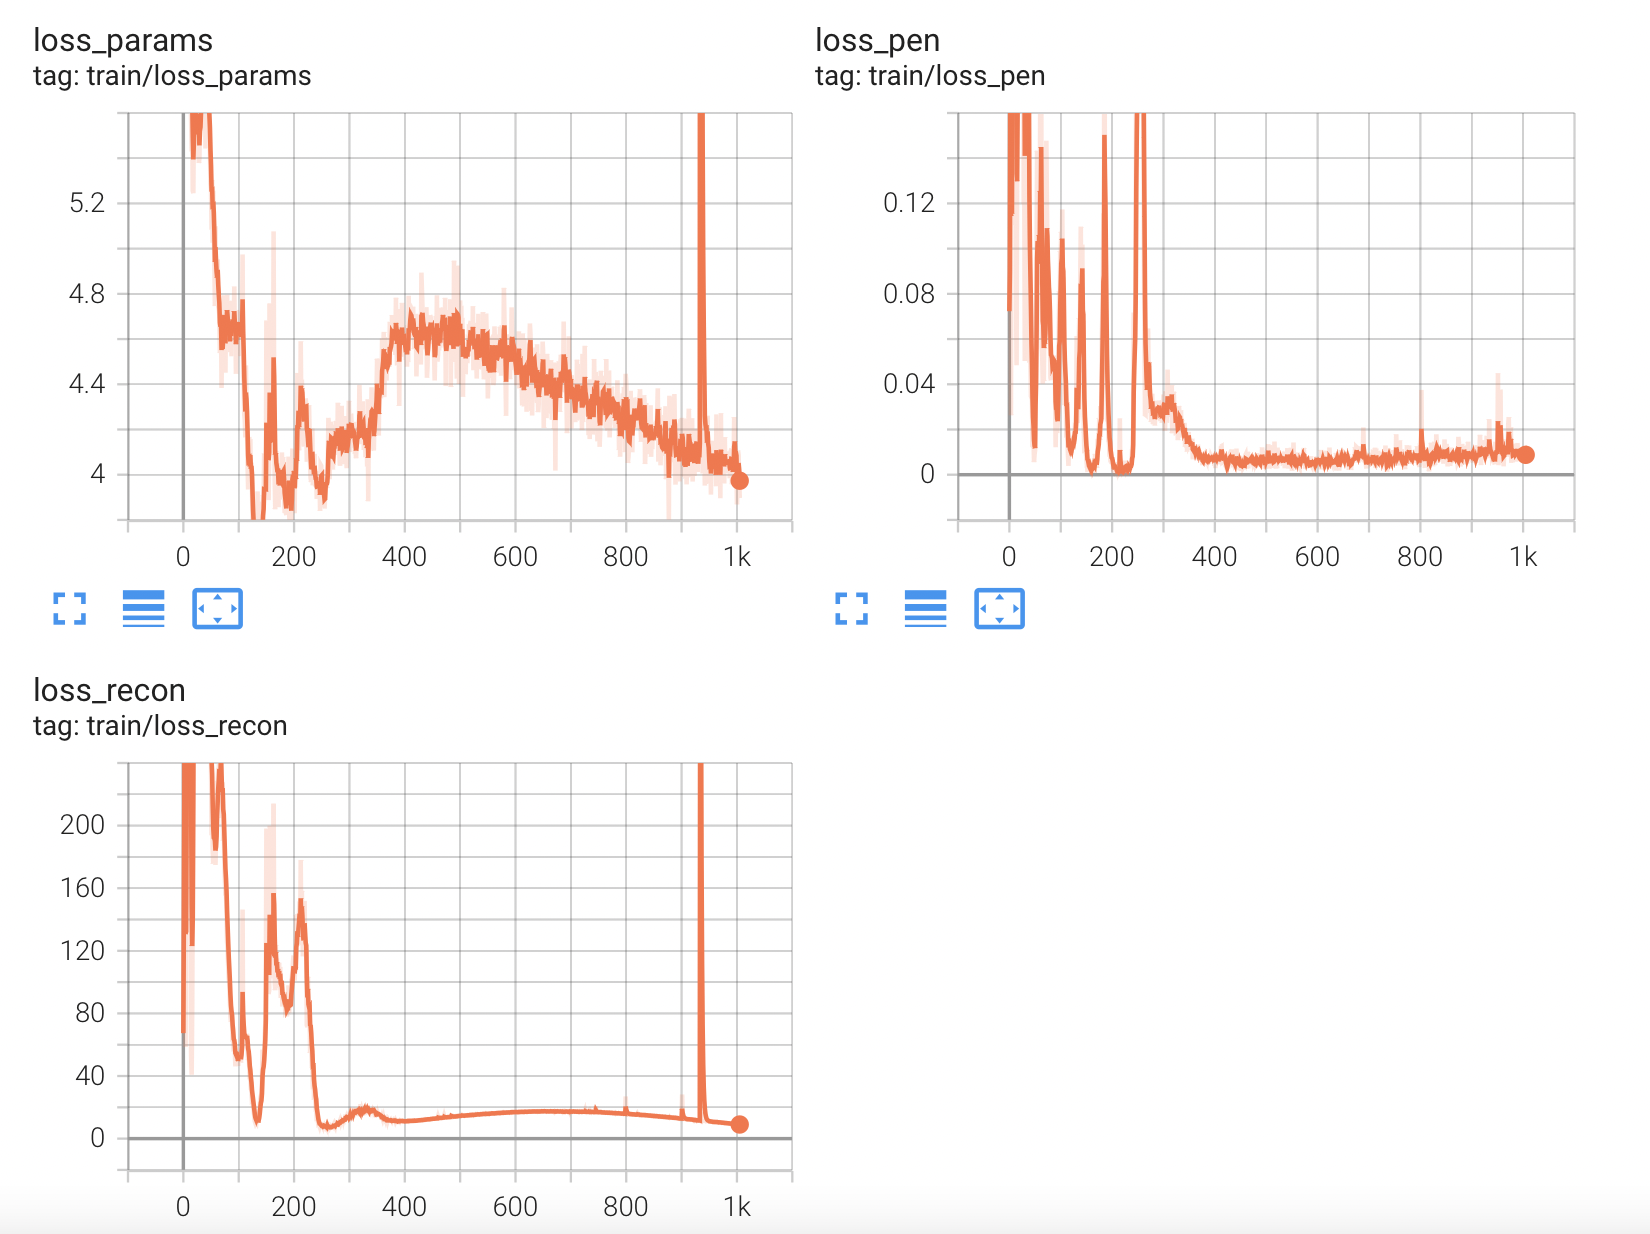 loss_params
tag: train/loss_params
5.2
4.8
4.4
4
0 200 400 600 800 1k
loss_pen
tag: train/loss_pen
0.12
0.08
0.04
0
0 200 400 600 800 1k
loss_recon
tag: train/loss_recon
200
160
120
80
40
0
0 200 400 600 800 1k